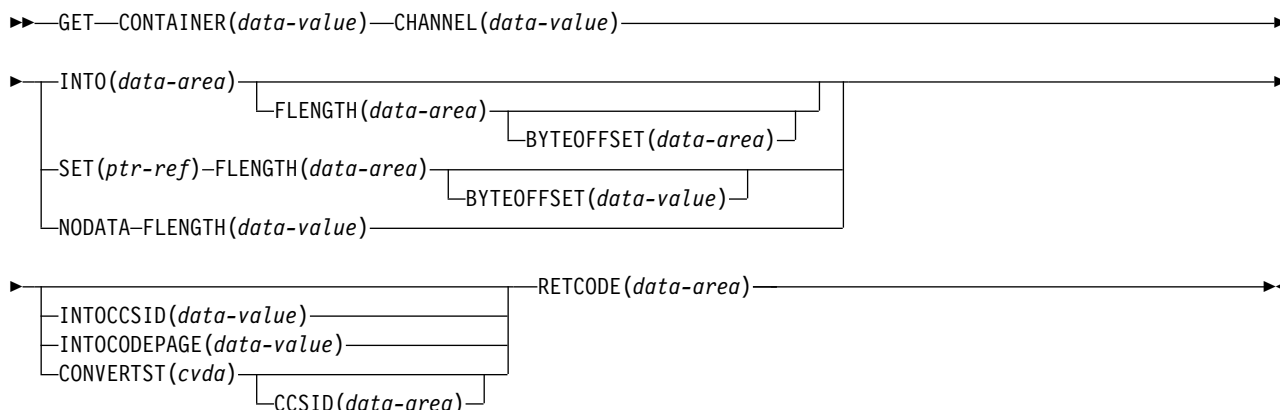 GET CONTAINER(data-value) CHANNEL(data-value)
INTO(data-area)
FLENGTH(data-area)
BYTEOFFSET(data-area)
SET(ptr-ref) FLENGTH(data-area)
BYTEOFFSET(data-value)
NODATA FLENGTH(data-value)
RETCODE(data-area)
INTOCCSID(data-value)
INTOCODEPAGE(data-value)
CONVERTST(cvda)
CCSID(data-area)